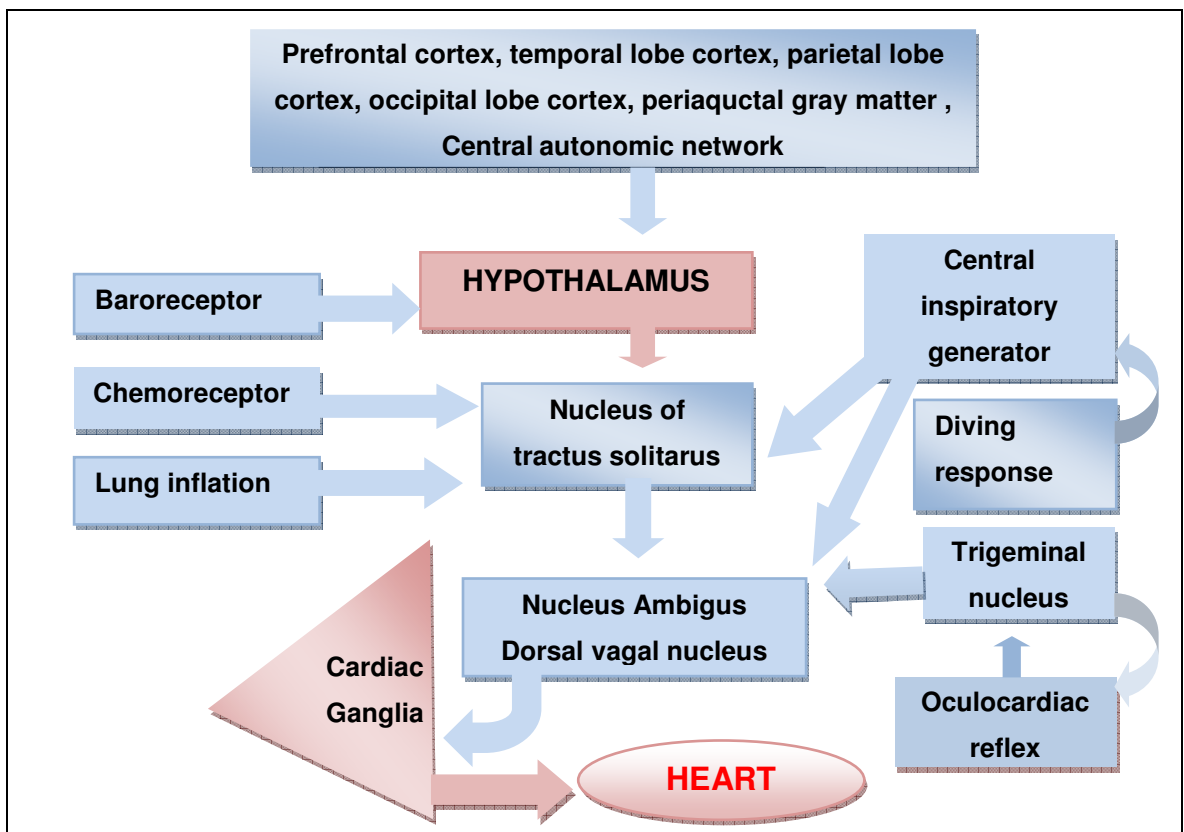 Prefrontal cortex, temporal lobe cortex, parietal lobe
cortex, occipital lobe cortex, periaquctal gray matter ,
Central autonomic network
HYPOTHALAMUS
Baroreceptor
Chemoreceptor
Lung inflation
Nucleus of
tractus solitarus
Central
inspiratory
generator
Diving
response
Trigeminal
nucleus
Oculocardiac
reflex
Nucleus Ambigus
Dorsal vagal nucleus
Cardiac
Ganglia
HEART